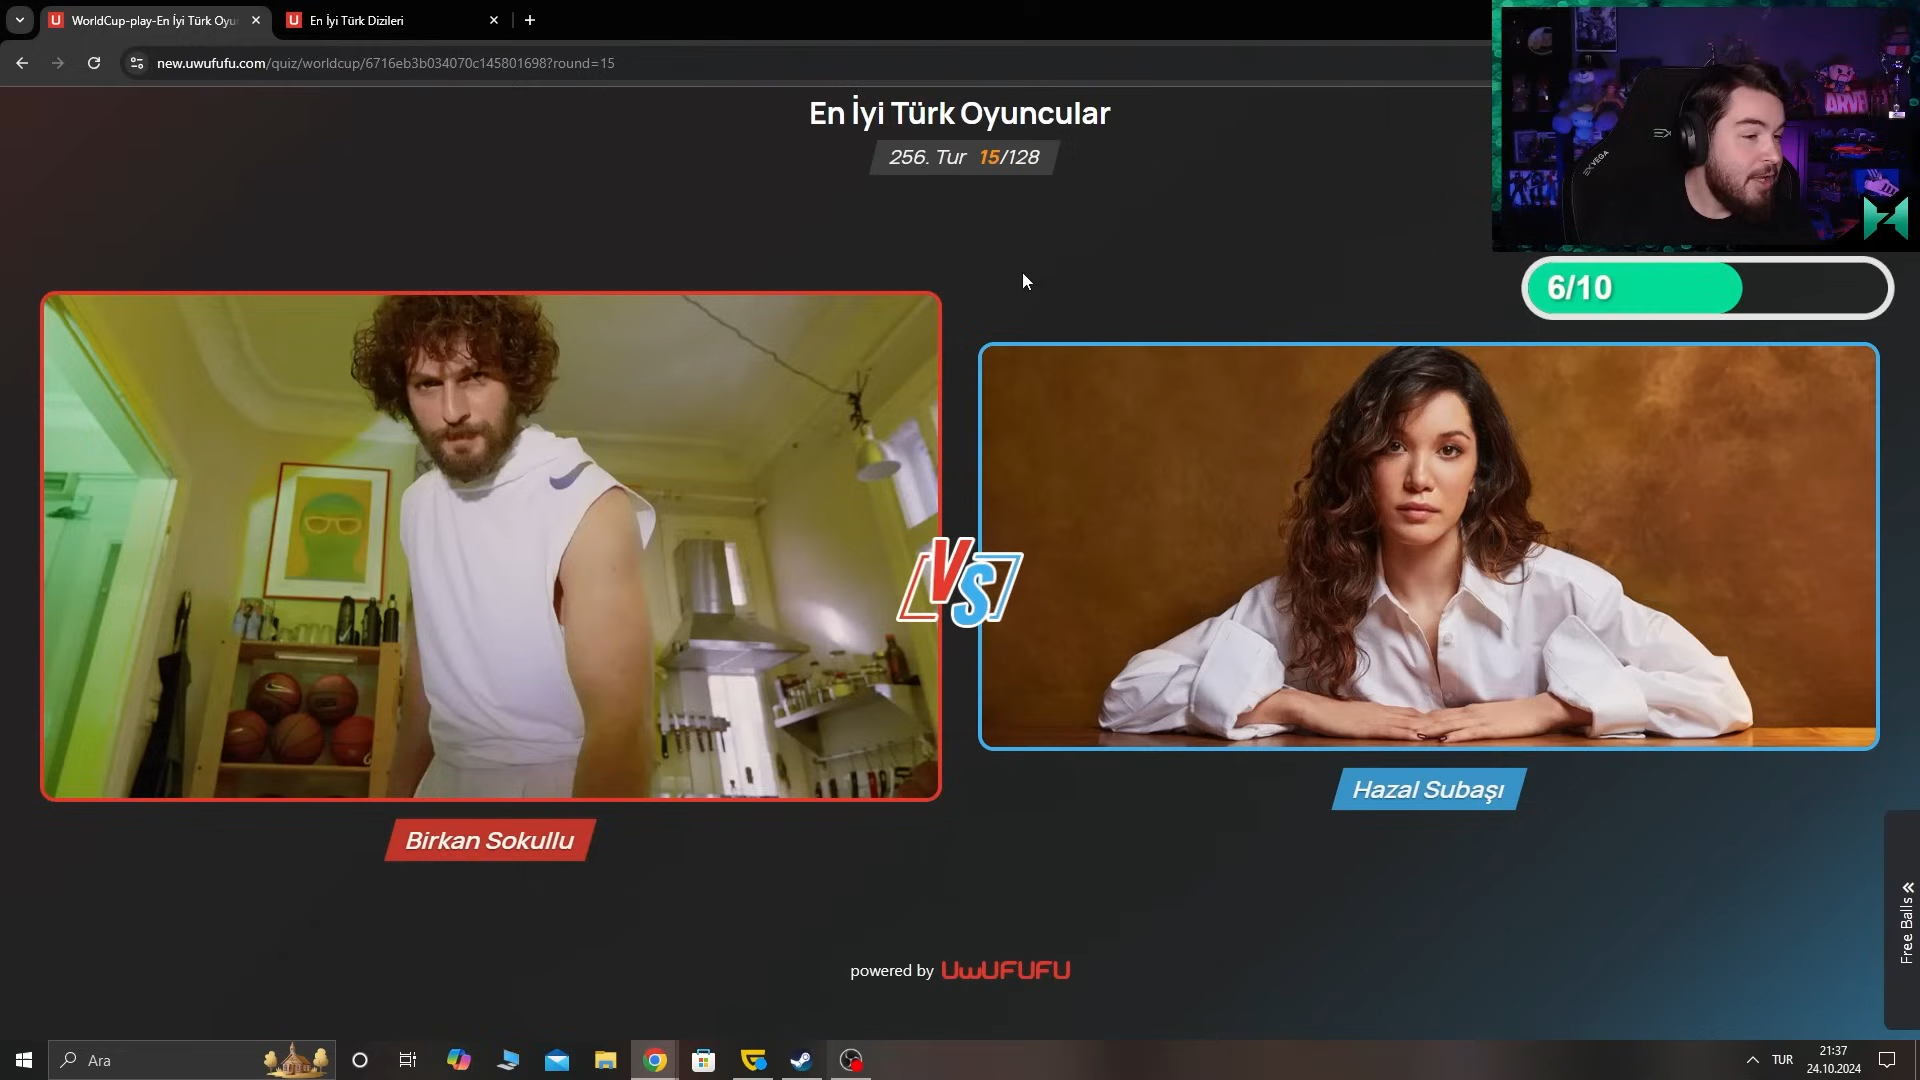 WorldCup-play-En İyi Türk Oyu
En İyi Türk Dizileri
new.uwufufu.com/quiz/worldcup/6716eb3b034070c145801698?round=15
En İyi Türk Oyuncular
256. Tur 15/128
MARVEL
VEGA
6/10
VS
Birkan Sokullu
Hazal Subaşı
Free Balls
powered by UwUFUFU
Ara
TUR
21:37
24.10.2024